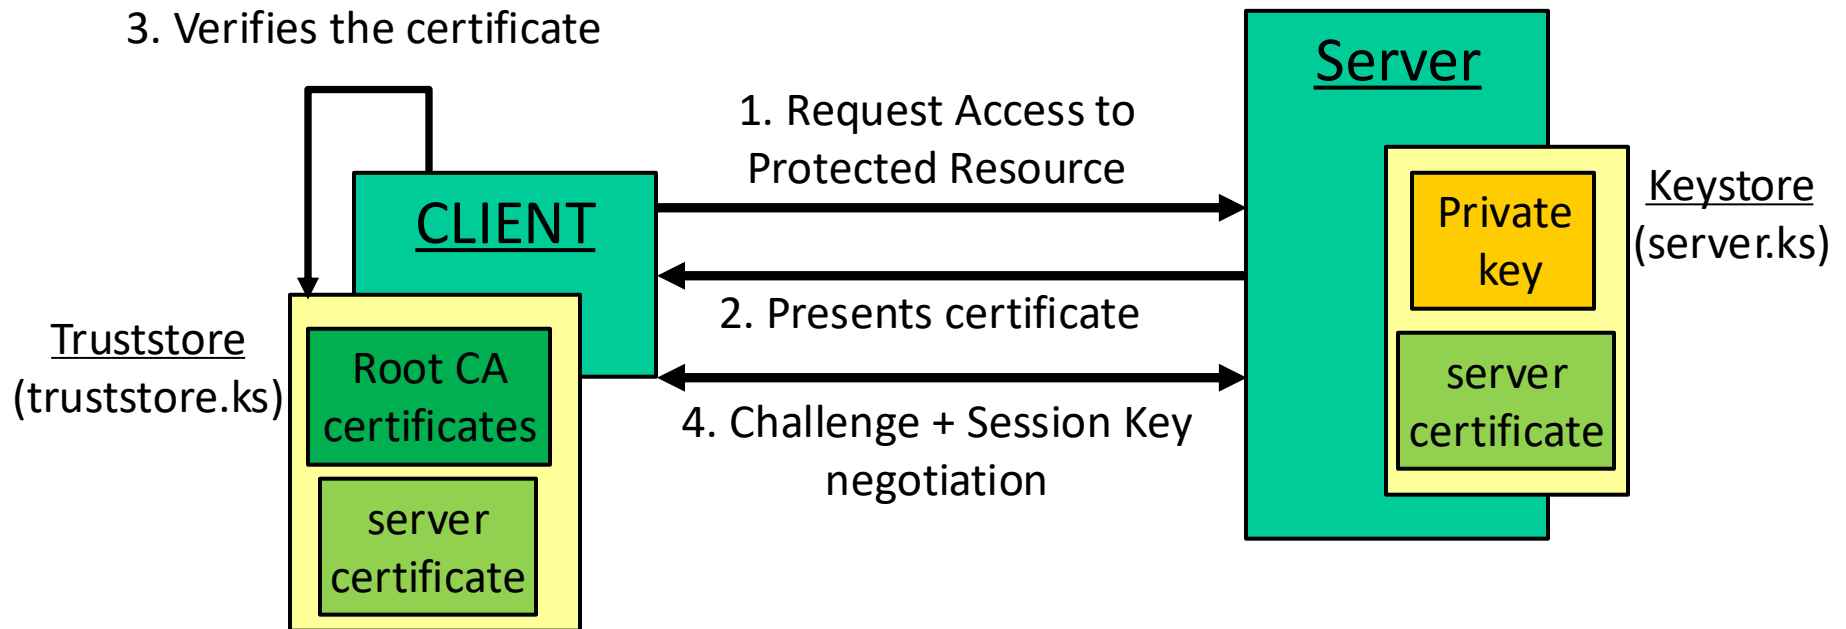 3. Verifies the certificate
Server
1. Request Access to
Protected Resource
CLIENT
Private
key
Keystore
(server.ks)
2. Presents certificate
Truststore
(truststore.ks)
Root CA
certificates
server
certificate
4. Challenge + Session Key
negotiation
server
certificate